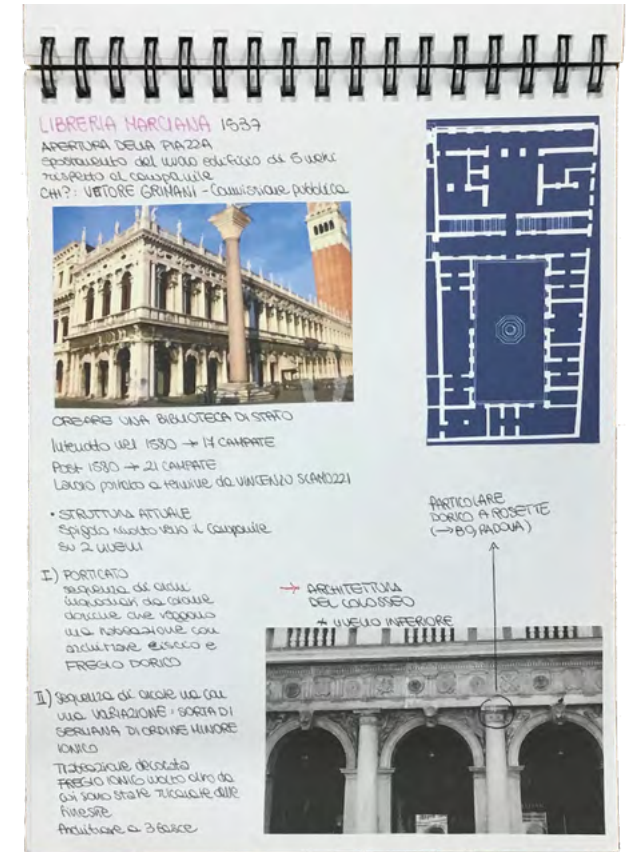 LIBRERIA MARCIANA 1537
APERTURA DELLA PIAZZA
spostamento del nuovo edificio di 5 metri
rispetto al campanile
CHI?: VETTORE GRIMANI - Commissione pubblica
CREARE UNA BIBLIOTECA DI STATO
Interrotto nel 1580 → 17 CAMPATE
Post 1580 → 21 CAMPATE
Lavoro portato a termine da VINCENZO SCAMOZZI
• STRUTTURA ATTUALE
Spigolo rivolto verso il campanile
su 2 livelli
I) PORTICATO
sequenza di archi
inquadrati da colonne
doriche che reggono
una trabeazione con
architrave liscio e
FREGIO DORICO
→ ARCHITETTURA
DEL COLOSSEO
* LIVELLO INFERIORE
PARTICOLARE
DORICO A ROSETTE
(→ BO, PADOVA)
II) sequenza di arcate ma con
una VARIAZIONE: SORTA DI
SERLIANA DI ORDINE MINORE
IONICO
Trabeazione decorata
FREGIO IONICO molto alto da
cui sono state ricavate delle
finestre
Architrave a 3 fasce